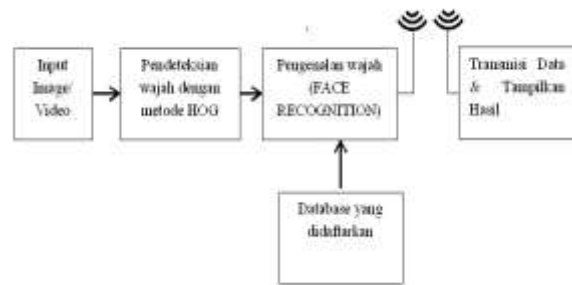 Input
Image/
Video
Pendeteksian
wajah dengan
metode HOG
Pengenalan wajah
(FACE
RECOGNITION)
Transmisi Data
& Tampilkan
Hasil
Database yang
didaftarkan